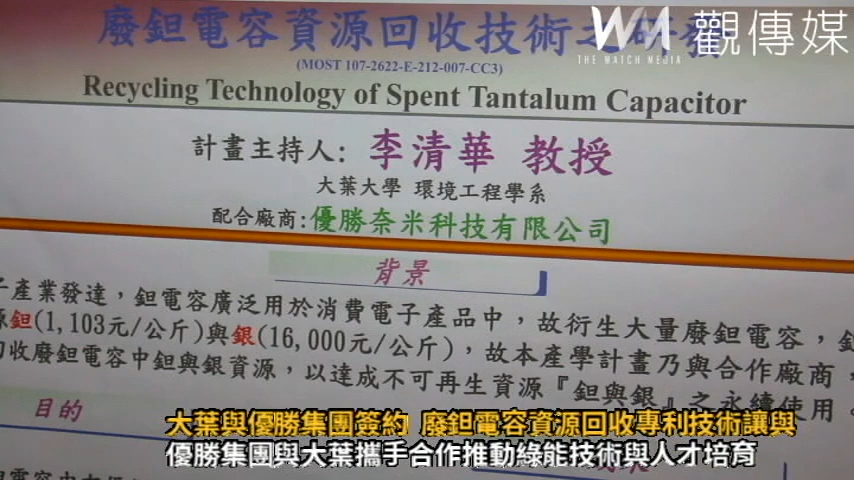 廢鉭電容資源回收技術之研發
WM 觀傳媒
THE WATCH MEDIA
(MOST 107-2622-E-212-007-CC3)
Recycling Technology of Spent Tantalum Capacitor
計畫主持人: 李清華 教授
大葉大學 環境工程學系
配合廠商:優勝奈米科技有限公司
背景
子產業發達，鉭電容廣泛用於消費電子產品中，故衍生大量廢鉭電容，
源鉭(1,103元/公斤)與銀(16,000元/公斤)，故本產學計畫乃與合作廠商，
收廢鉭電容中鉭與銀資源，以達成不可再生資源『鉭與銀』之永續使用。
目的
大葉與優勝集團簽約 廢鉭電容資源回收專利技術讓與
優勝集團與大葉攜手合作推動綠能技術與人才培育